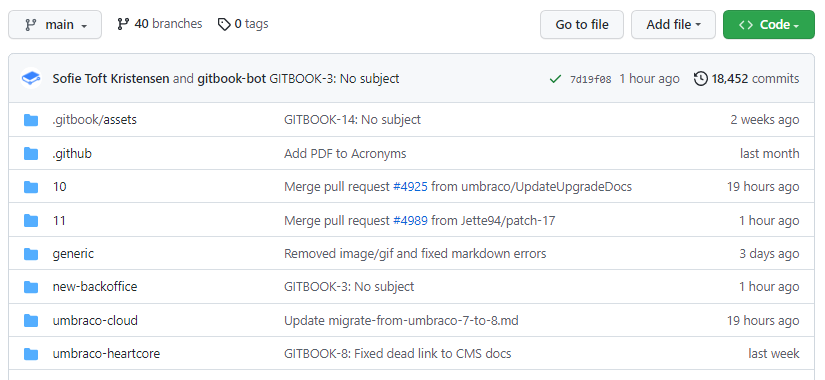 main 40 branches 0 tags Go to file Add file Code
Sofie Toft Kristensen and gitbook-bot GITBOOK-3: No subject 7d19f08 1 hour ago 18,452 commits
.gitbook/assets GITBOOK-14: No subject 2 weeks ago
.github Add PDF to Acronyms last month
10 Merge pull request #4925 from umbraco/UpdateUpgradeDocs 19 hours ago
11 Merge pull request #4989 from Jette94/patch-17 1 hour ago
generic Removed image/gif and fixed markdown errors 3 days ago
new-backoffice GITBOOK-3: No subject 1 hour ago
umbraco-cloud Update migrate-from-umbraco-7-to-8.md 19 hours ago
umbraco-heartcore GITBOOK-8: Fixed dead link to CMS docs last week